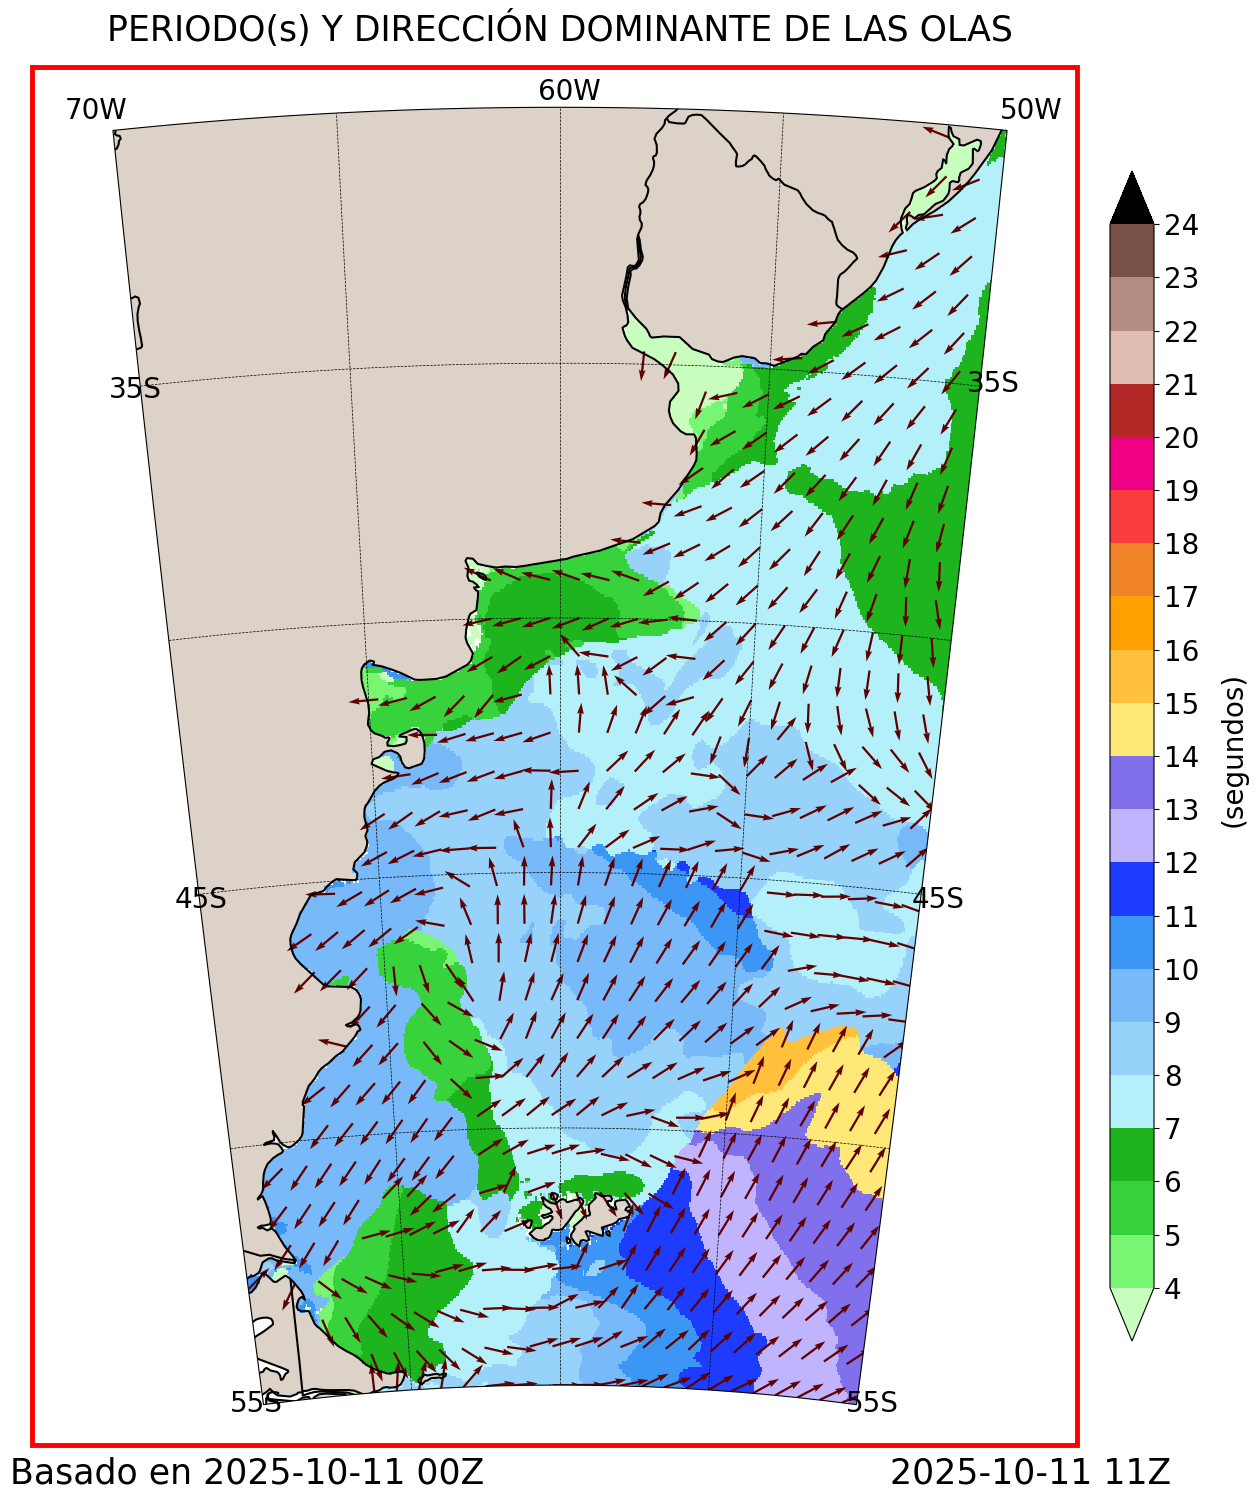 PERIODO(s) Y DIRECCIÓN DOMINANTE DE LAS OLAS
70W
60W
50W
35S
35S
45S
45S
55S
55S
24
23
22
21
20
19
18
17
16
15
14
13
12
11
10
9
8
7
6
5
4
(segundos)
Basado en 2025-10-11 00Z
2025-10-11 11Z